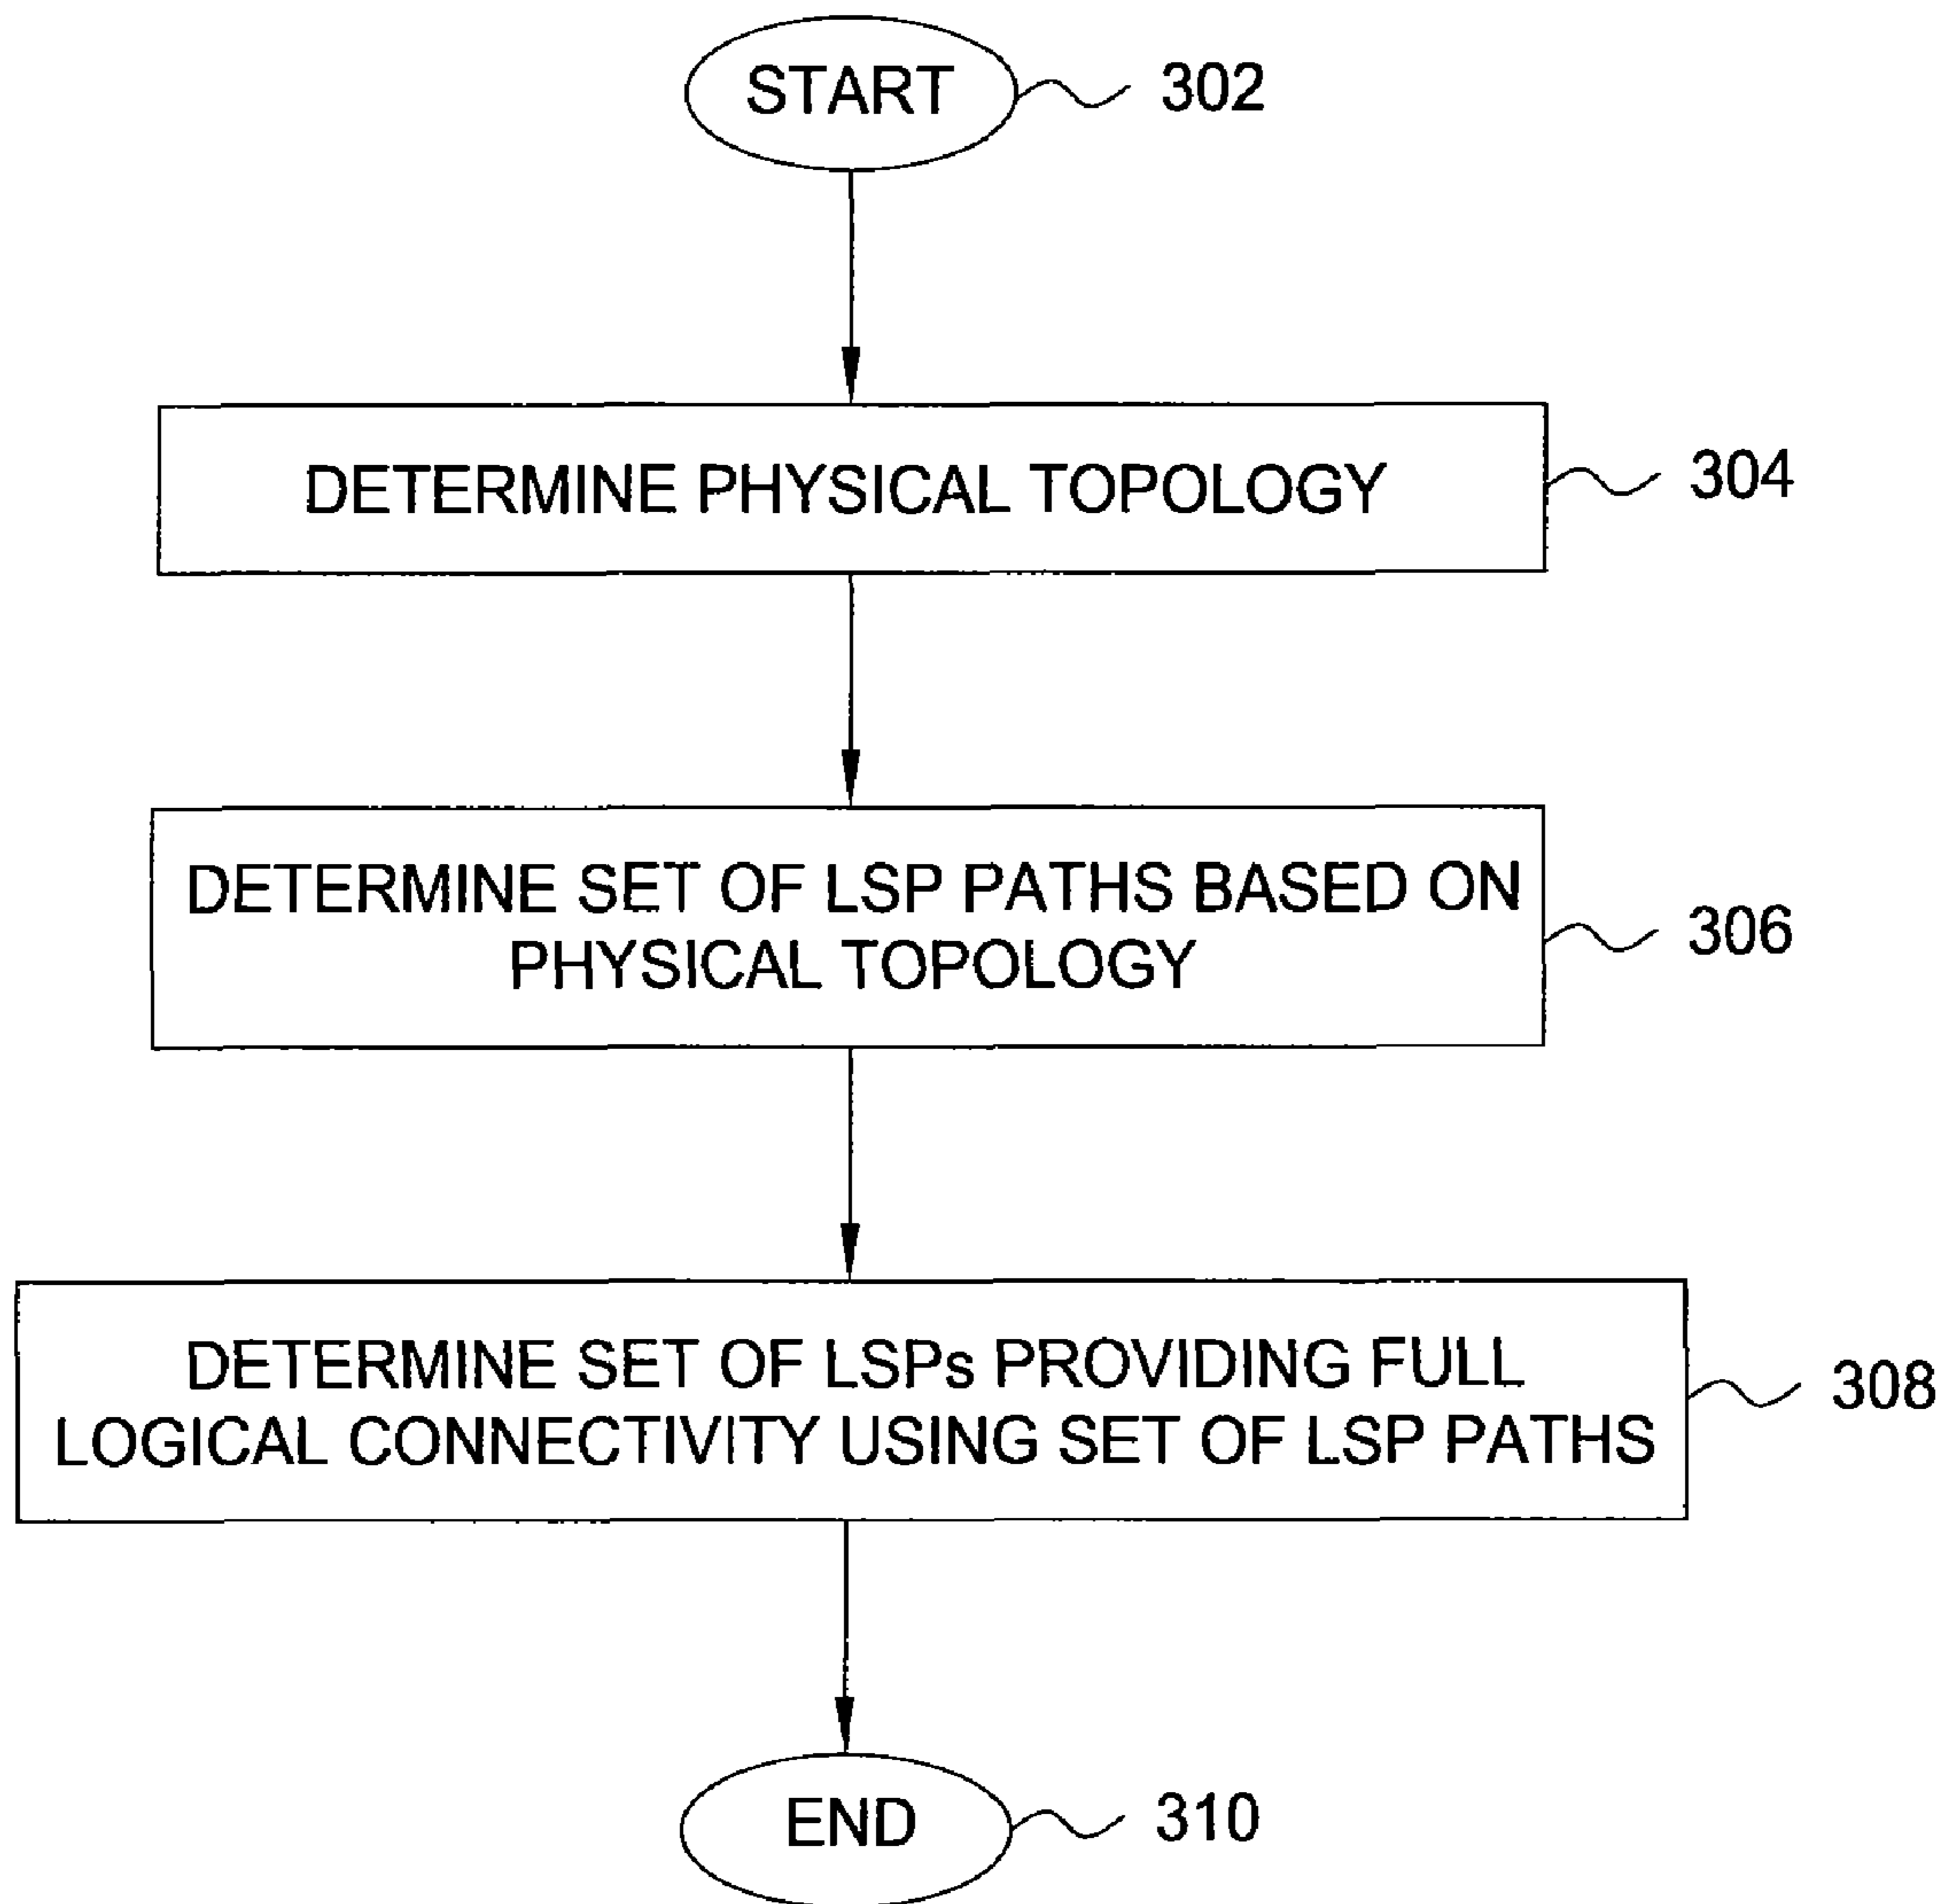 START
302
DETERMINE PHYSICAL TOPOLOGY
304
DETERMINE SET OF LSP PATHS BASED ON
PHYSICAL TOPOLOGY
306
DETERMINE SET OF LSPs PROVIDING FULL
LOGICAL CONNECTIVITY USING SET OF LSP PATHS
308
END
310